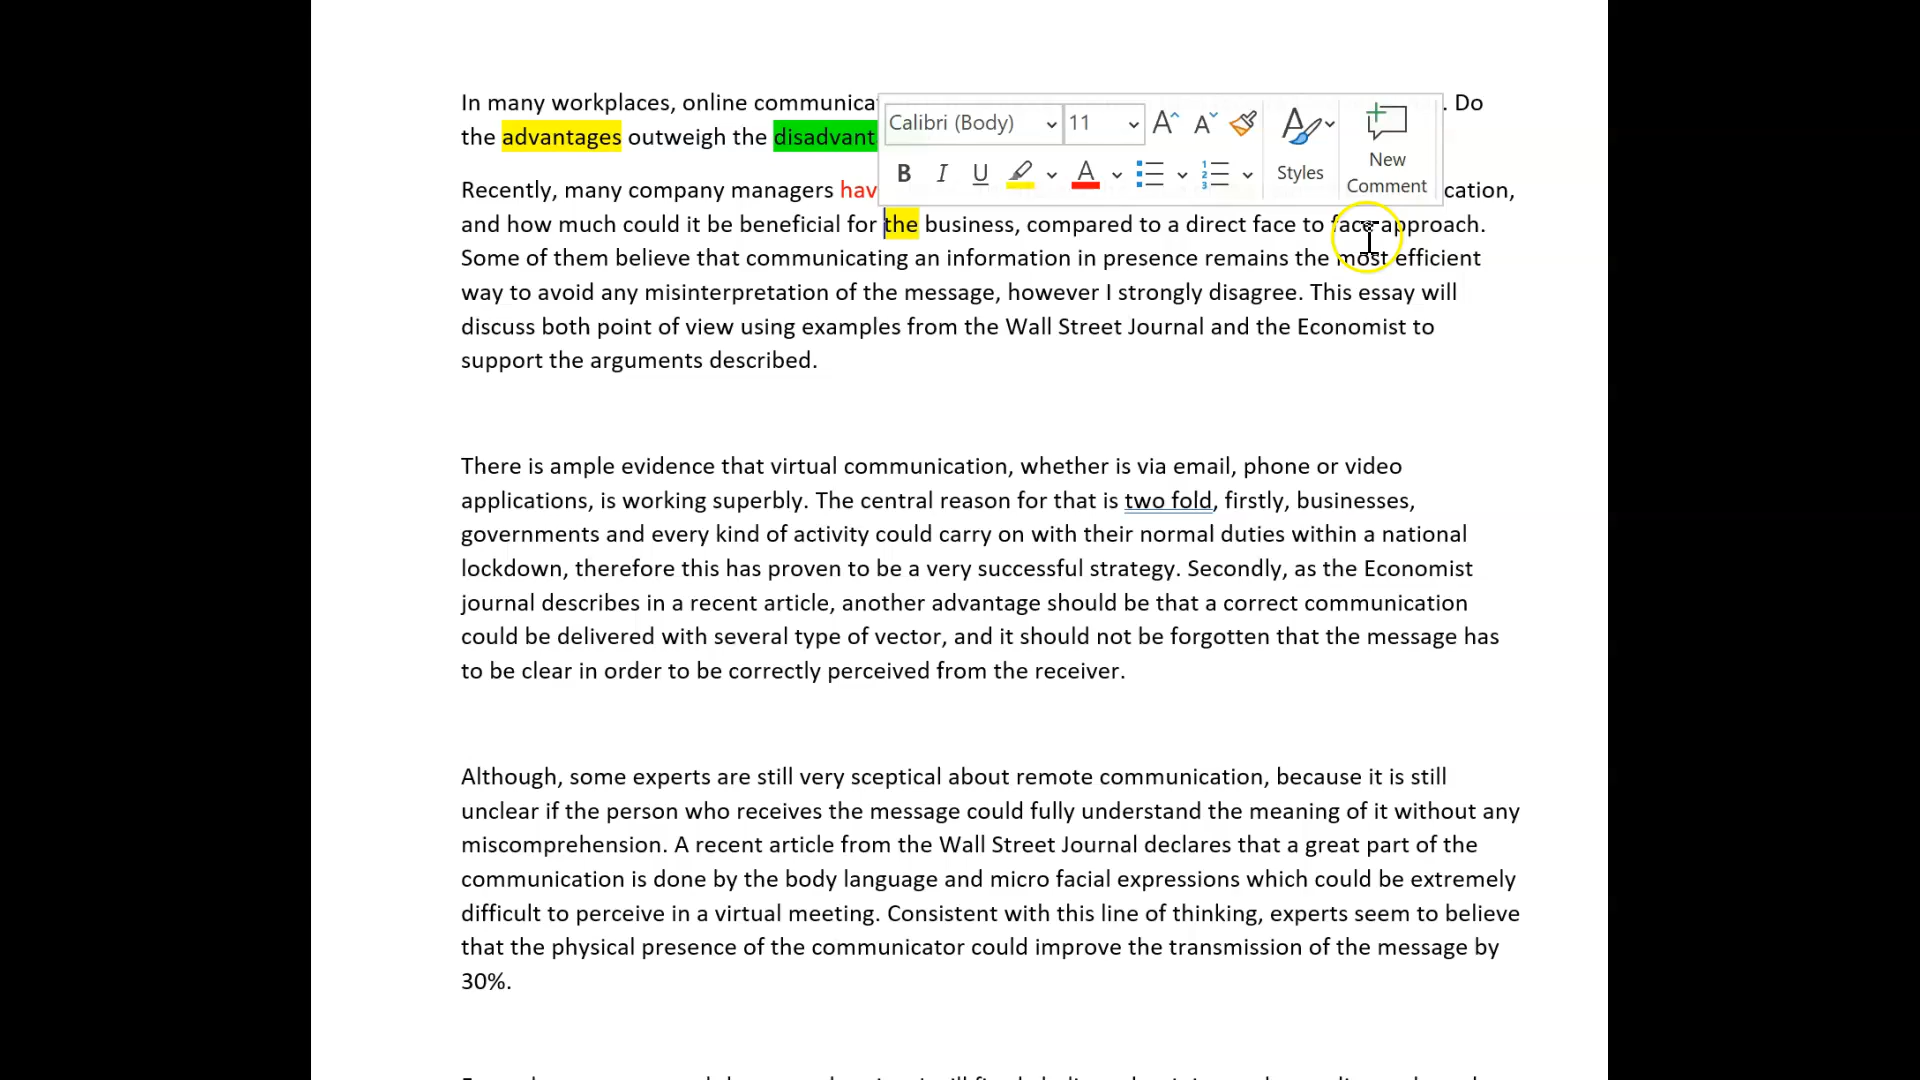 In many workplaces, online communica . Do
Calibri (Body) 11
the advantages outweigh the disadvant
New
Styles
Comment
Recently, many company managers hav cation,
and how much could it be beneficial for the business, compared to a direct face to face approach.
Some of them believe that communicating an information in presence remains the most efficient
way to avoid any misinterpretation of the message, however I strongly disagree. This essay will
discuss both point of view using examples from the Wall Street Journal and the Economist to
support the arguments described.
There is ample evidence that virtual communication, whether is via email, phone or video
applications, is working superbly. The central reason for that is two fold, firstly, businesses,
governments and every kind of activity could carry on with their normal duties within a national
lockdown, therefore this has proven to be a very successful strategy. Secondly, as the Economist
journal describes in a recent article, another advantage should be that a correct communication
could be delivered with several type of vector, and it should not be forgotten that the message has
to be clear in order to be correctly perceived from the receiver.
Although, some experts are still very sceptical about remote communication, because it is still
unclear if the person who receives the message could fully understand the meaning of it without any
miscomprehension. A recent article from the Wall Street Journal declares that a great part of the
communication is done by the body language and micro facial expressions which could be extremely
difficult to perceive in a virtual meeting. Consistent with this line of thinking, experts seem to believe
that the physical presence of the communicator could improve the transmission of the message by
30%.